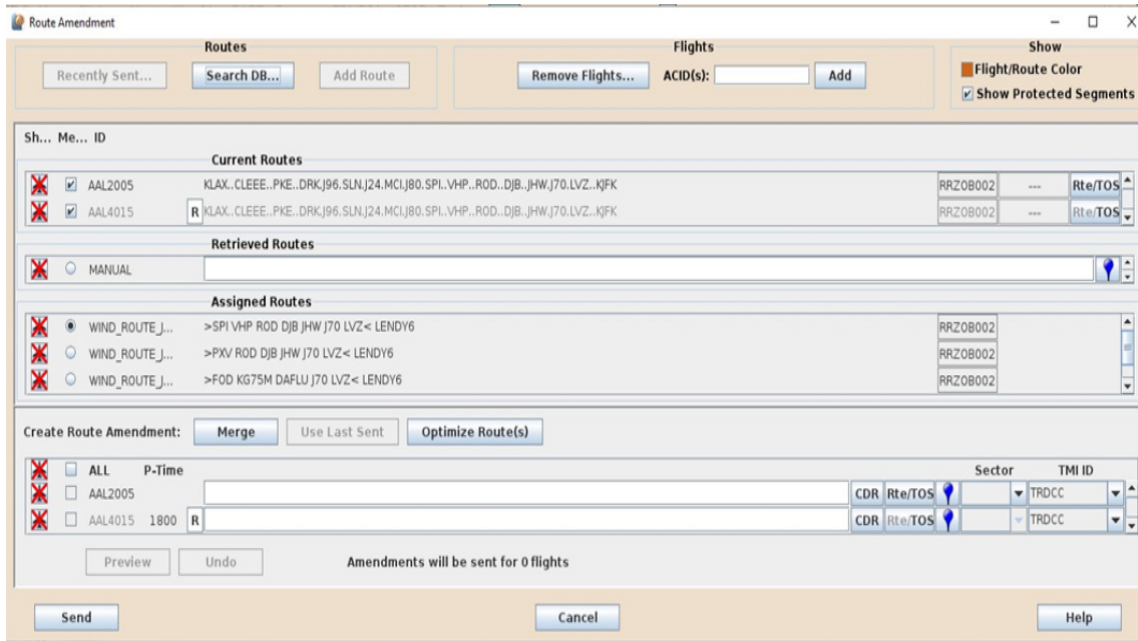 Route Amendment
Routes
Flights
Show
Recently Sent...
Search DB...
Add Route
Remove Flights...
ACID(s):
Add
Flight/Route Color
Show Protected Segments
Sh... Me... ID
Current Routes
AAL2005 KLAX..CLEEE..PKE..DRK.J96.SLN.J24.MCI.J80.SPI..VHP..ROD..DJB..JHW.J70.LVZ..KJFK RRZOB002 --- Rte/TOS
AAL4015 R KLAX..CLEEE..PKE..DRK.J96.SLN.J24.MCI.J80.SPI..VHP..ROD..DJB..JHW.J70.LVZ..KJFK RRZOB002 --- Rte/TOS
Retrieved Routes
MANUAL
Assigned Routes
WIND_ROUTE_J... >SPI VHP ROD DJB JHW J70 LVZ< LENDY6 RRZOB002
WIND_ROUTE_J... >PXV ROD DJB JHW J70 LVZ< LENDY6 RRZOB002
WIND_ROUTE_J... >FOD KG75M DAFLU J70 LVZ< LENDY6 RRZOB002
Create Route Amendment: Merge Use Last Sent Optimize Route(s)
ALL P-Time Sector TMI ID
AAL2005 CDR Rte/TOS TRDCC
AAL4015 1800 R CDR Rte/TOS TRDCC
Preview Undo Amendments will be sent for 0 flights
Send Cancel Help